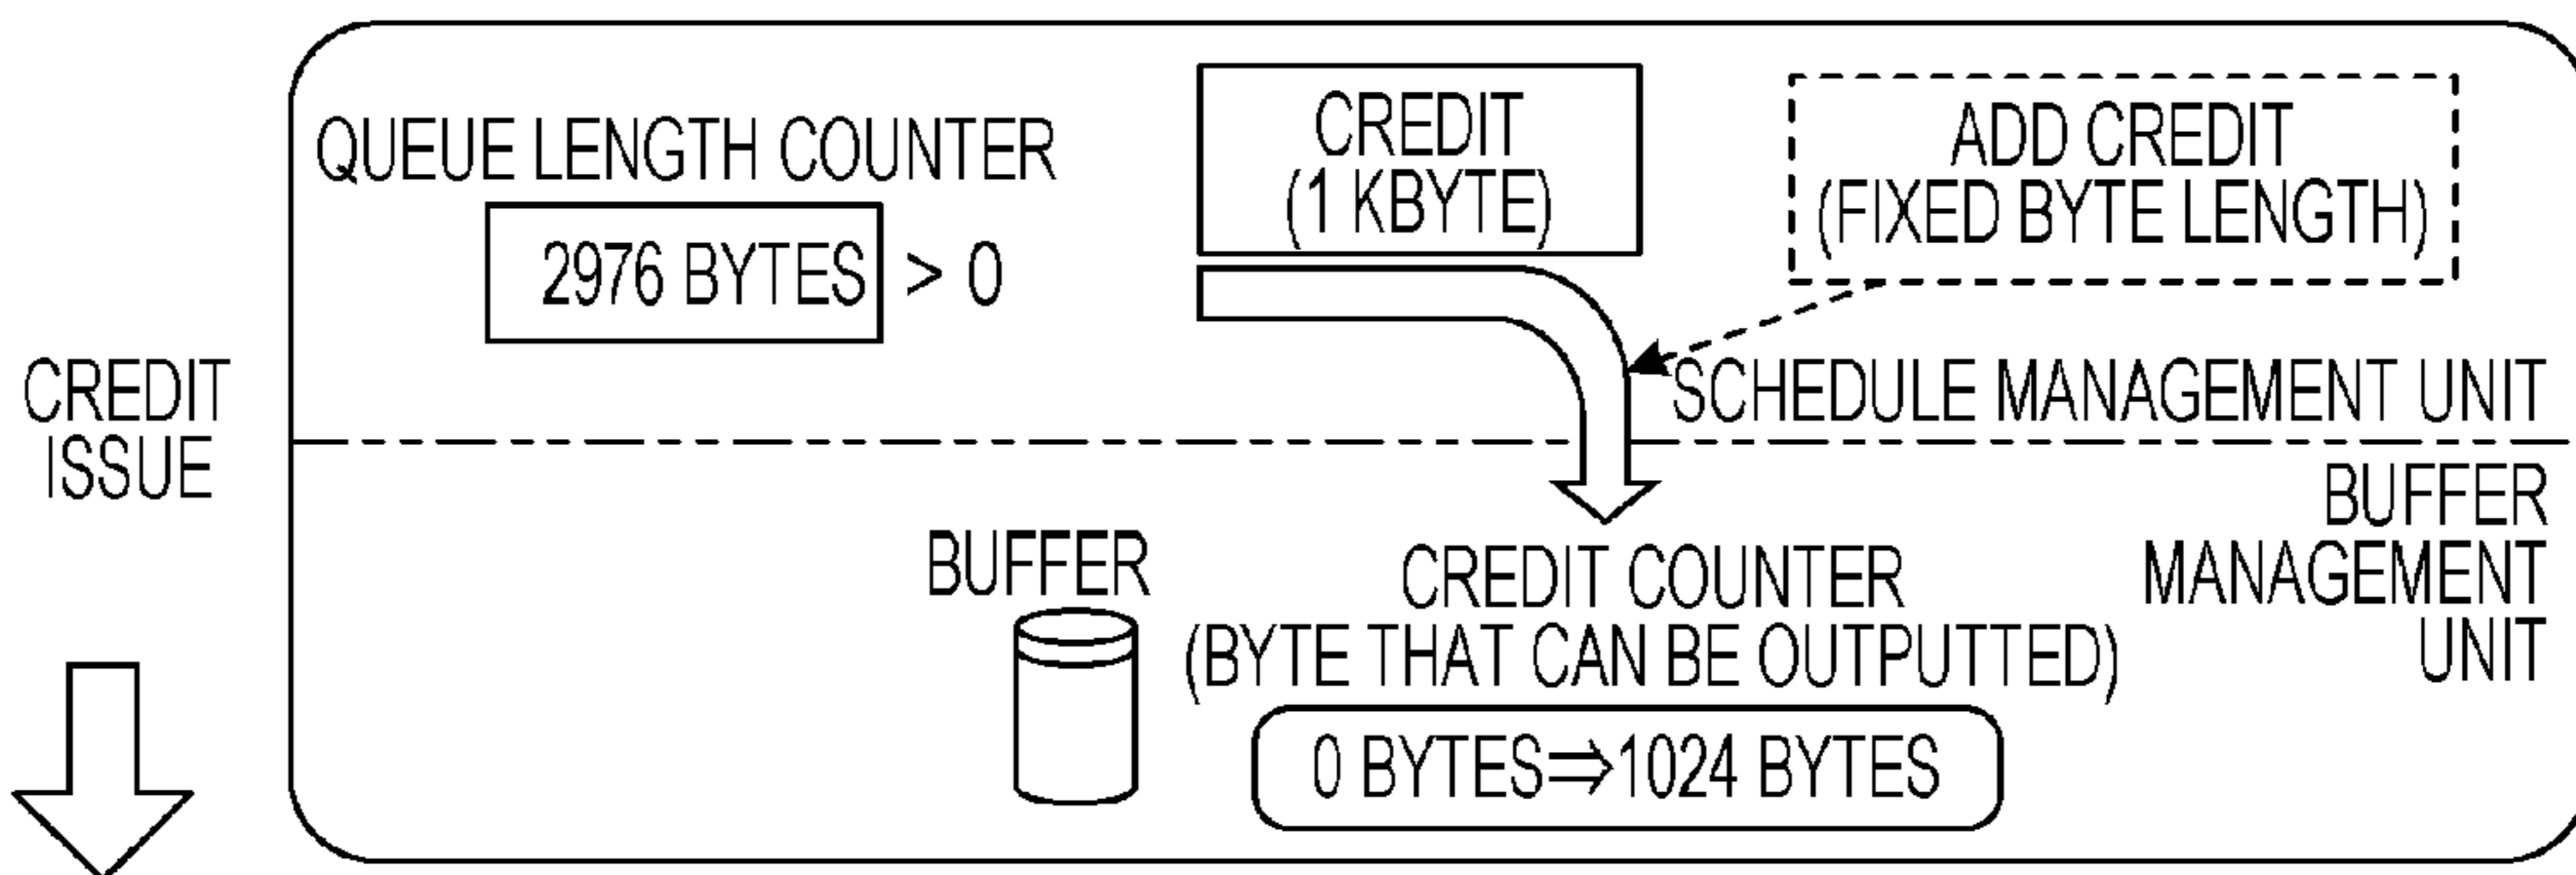 CREDIT
ISSUE
QUEUE LENGTH COUNTER
2976 BYTES > 0
CREDIT
(1 KBYTE)
ADD CREDIT
(FIXED BYTE LENGTH)
SCHEDULE MANAGEMENT UNIT
BUFFER
MANAGEMENT
UNIT
BUFFER
CREDIT COUNTER
(BYTE THAT CAN BE OUTPUTTED)
0 BYTES⇒1024 BYTES